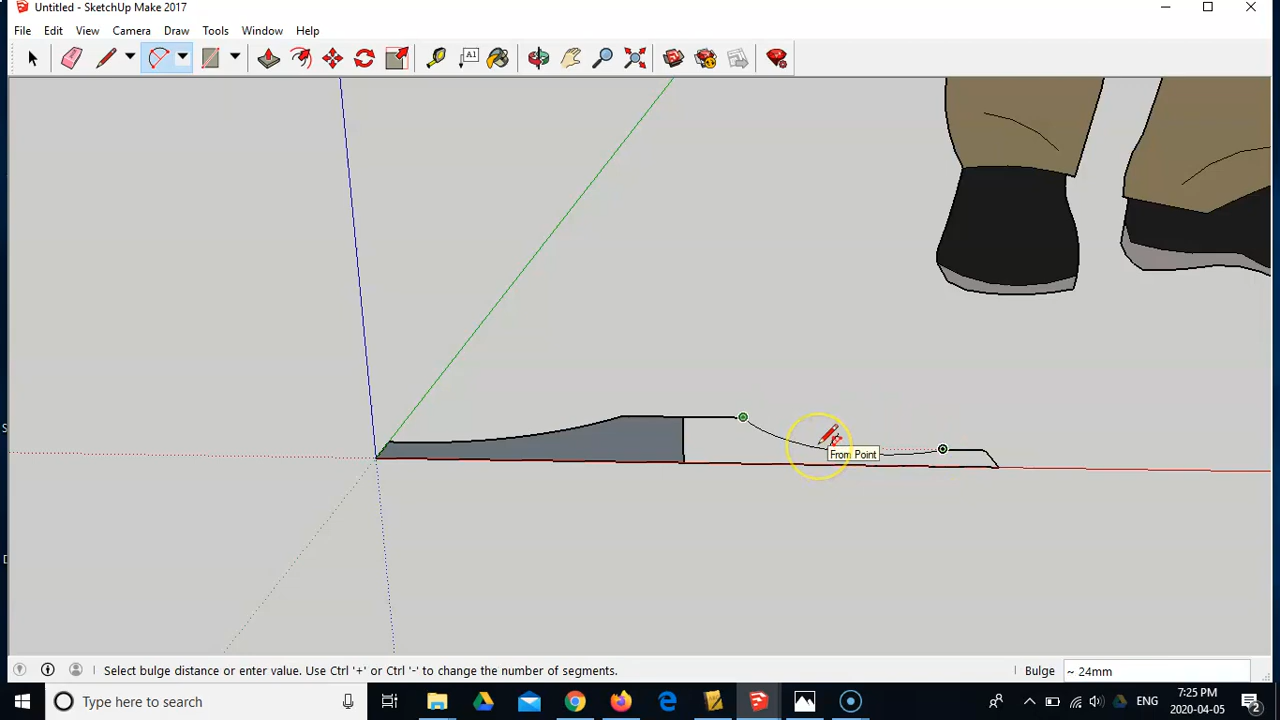 Untitled - SketchUp Make 2017
File Edit View Camera Draw Tools Window Help
A1
From Point
Select bulge distance or enter value. Use Ctrl '+' or Ctrl '-' to change the number of segments.
Bulge ~ 24mm
Type here to search
ENG
7:25 PM
2020-04-05
2